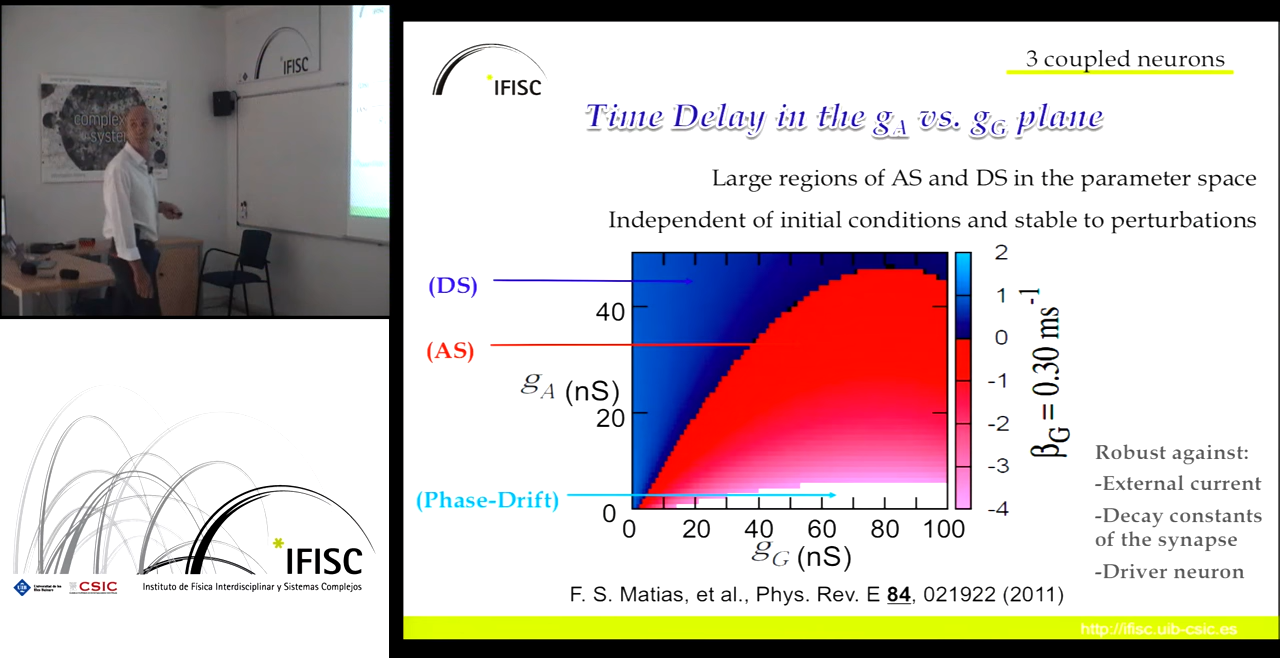 complex
system
*IFISC
*IFISC
CSIC
Instituto de Física Interdisciplinar y Sistemas Complejos
IFISC
3 coupled neurons
Time Delay in the gA vs. gG plane
Large regions of AS and DS in the parameter space
Independent of initial conditions and stable to perturbations
(DS)
(AS)
(Phase-Drift)
gA (nS)
40
20
0
0 20 40 60 80 100
gG (nS)
2
1
0
-1
-2
-3
-4
βG = 0.30 ms-1
Robust against:
-External current
-Decay constants
of the synapse
-Driver neuron
F. S. Matias, et al., Phys. Rev. E 84, 021922 (2011)
http://ifisc.uib-csic.es